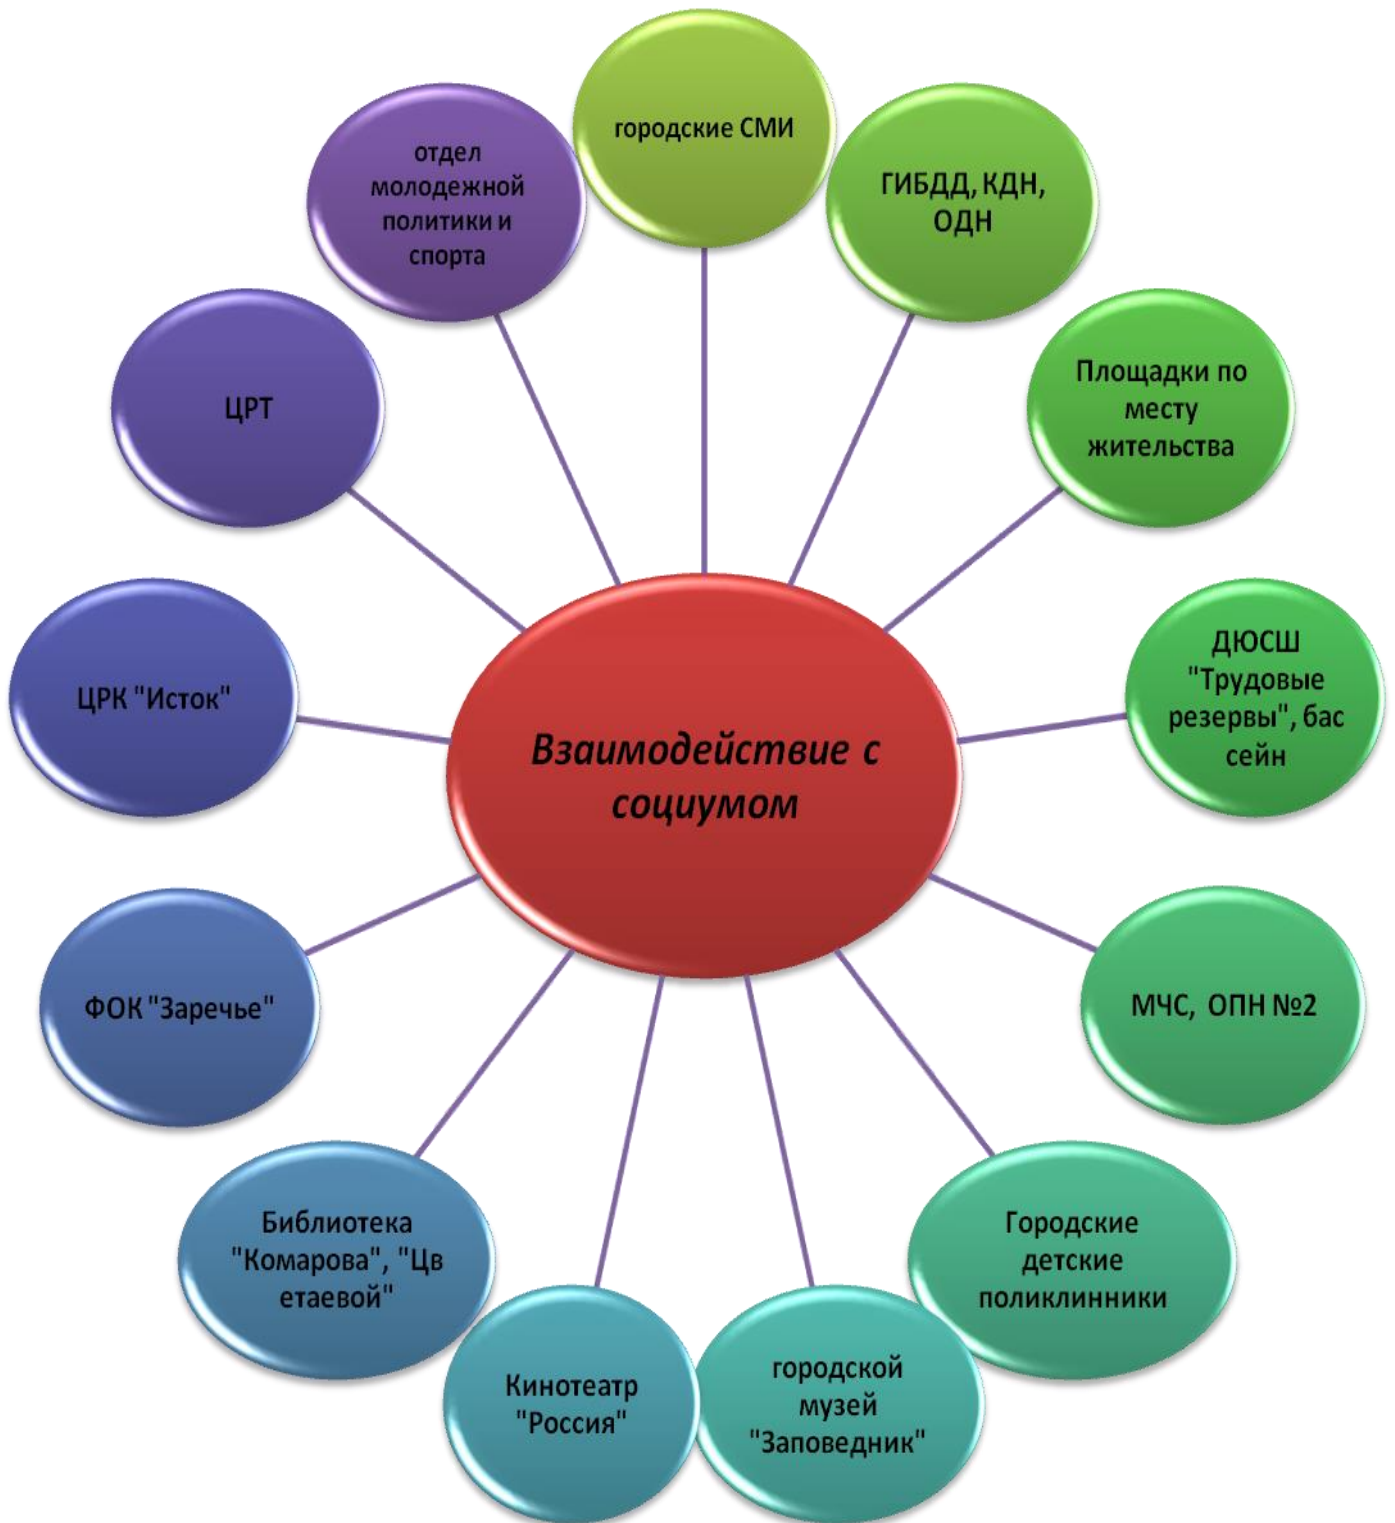 городские СМИ
ГИБДД, КДН,
ОДН
Площадки по
месту
жительства
ДЮСШ
"Трудовые
резервы", бас
сейн
МЧС, ОПН №2
Городские
детские
поликлинники
городской
музей
"Заповедник"
Кинотеатр
"Россия"
Библиотека
"Комарова", "Цв
етаевой"
ФОК "Заречье"
ЦРК "Исток"
ЦРТ
отдел
молодежной
политики и
спорта
Взаимодействие с
социумом